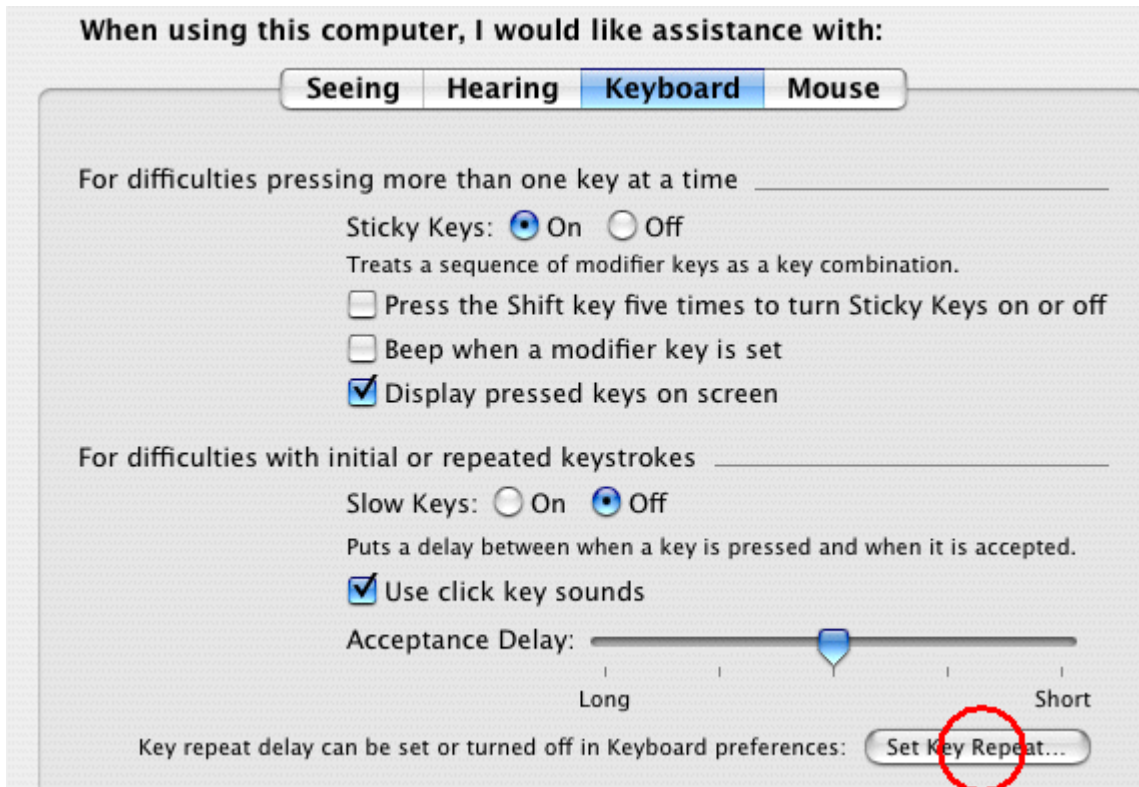 When using this computer, I would like assistance with:
Seeing Hearing Keyboard Mouse
For difficulties pressing more than one key at a time
Sticky Keys: On Off
Treats a sequence of modifier keys as a key combination.
Press the Shift key five times to turn Sticky Keys on or off
Beep when a modifier key is set
Display pressed keys on screen
For difficulties with initial or repeated keystrokes
Slow Keys: On Off
Puts a delay between when a key is pressed and when it is accepted.
Use click key sounds
Acceptance Delay:
Long Short
Key repeat delay can be set or turned off in Keyboard preferences: Set Key Repeat...